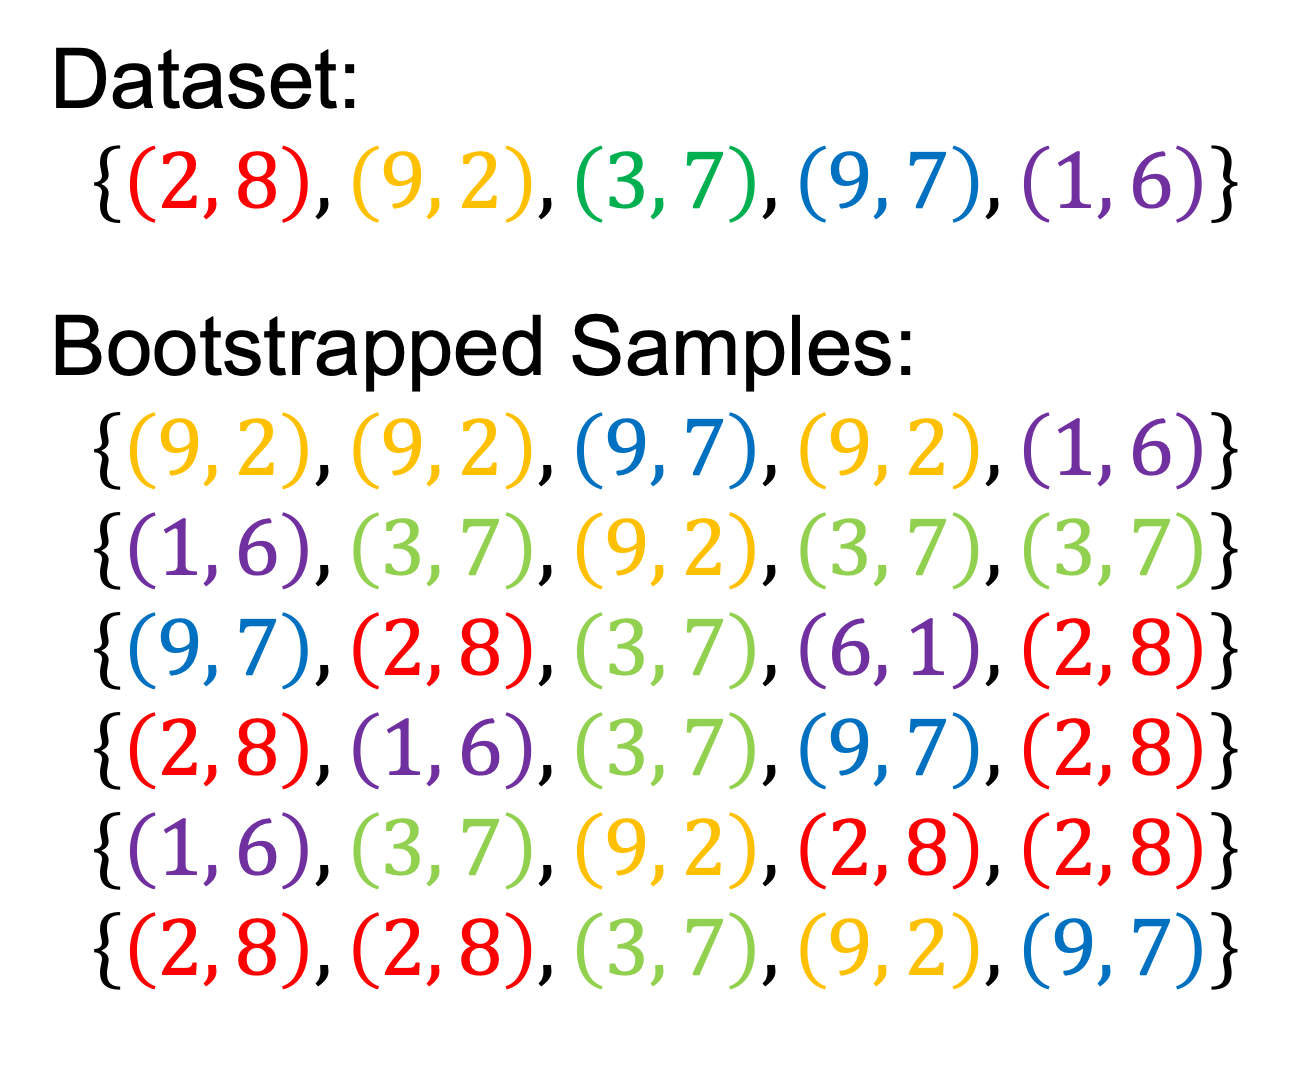 Dataset:
{(2, 8), (9, 2), (3, 7), (9, 7), (1, 6)}
Bootstrapped Samples:
{(9, 2), (9, 2), (9, 7), (9, 2), (1, 6)}
{(1, 6), (3, 7), (9, 2), (3, 7), (3, 7)}
{(9, 7), (2, 8), (3, 7), (6, 1), (2, 8)}
{(2, 8), (1, 6), (3, 7), (9, 7), (2, 8)}
{(1, 6), (3, 7), (9, 2), (2, 8), (2, 8)}
{(2, 8), (2, 8), (3, 7), (9, 2), (9, 7)}